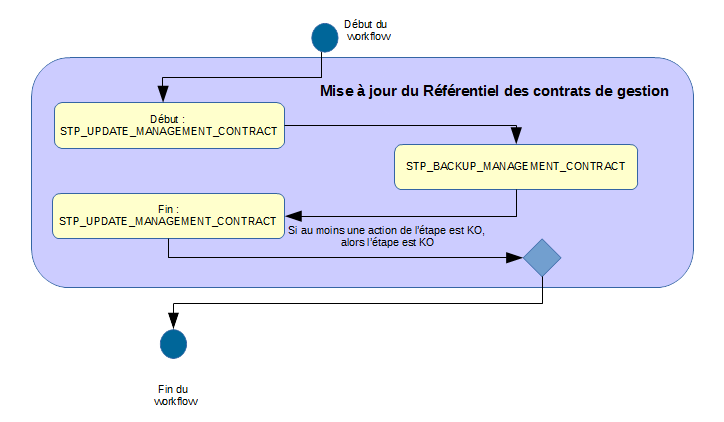 Début du
workflow
Mise à jour du Référentiel des contrats de gestion
Début :
STP_UPDATE_MANAGEMENT_CONTRACT
STP_BACKUP_MANAGEMENT_CONTRACT
Fin :
STP_UPDATE_MANAGEMENT_CONTRACT
Si au moins une action de l'étape est KO,
alors l'étape est KO
Fin du
workflow